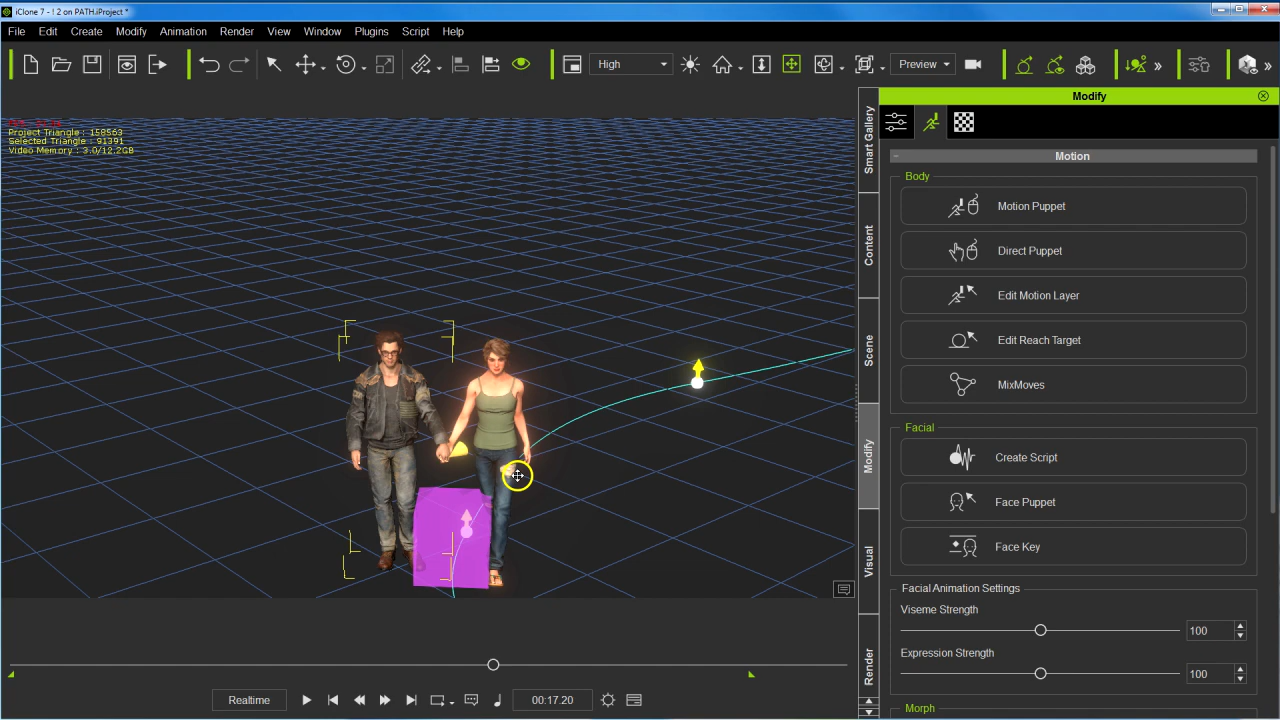 iClone 7 - ! 2 on PATH.iProject *
File Edit Create Modify Animation Render View Window Plugins Script Help
High
Preview
Project Triangle : 158563
Selected Triangle : 91391
Video Memory : 3.0/12.2GB
Smart Gallery
Content
Scene
Modify
Visual
Render
Modify
Motion
Body
Motion Puppet
Direct Puppet
Edit Motion Layer
Edit Reach Target
MixMoves
Facial
Create Script
Face Puppet
Face Key
Facial Animation Settings
Viseme Strength
100
Expression Strength
100
Morph
Realtime
00:17.20